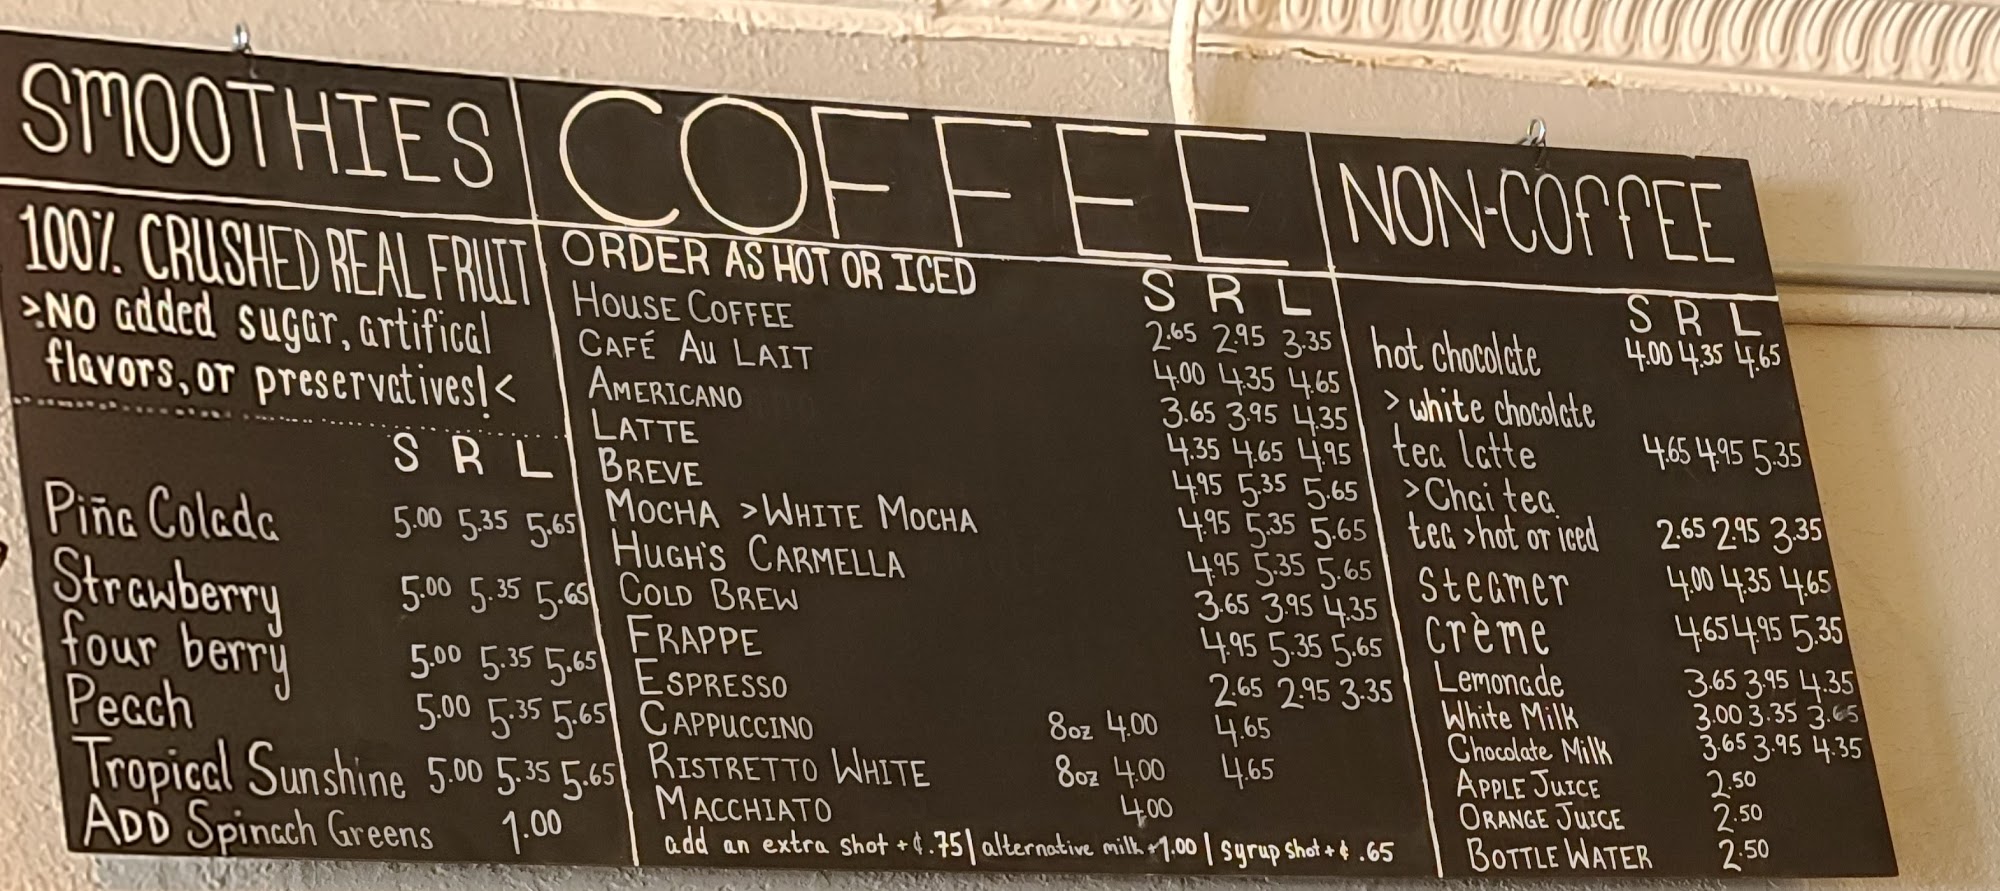 SMOOTHIES
100% CRUSHED REAL FRUIT
>NO added sugar, artifical
flavors, or preservatives!<
S R L
Piña Colada 5.00 5.35 5.65
Strawberry 5.00 5.35 5.65
four berry 5.00 5.35 5.65
Peach 5.00 5.35 5.65
Tropical Sunshine 5.00 5.35 5.65
ADD Spinach Greens 1.00
COFFEE
ORDER AS HOT OR ICED S R L
HOUSE COFFEE 2.65 2.95 3.35
CAFÉ AU LAIT 4.00 4.35 4.65
AMERICANO 3.65 3.95 4.35
LATTE 4.35 4.65 4.95
BREVE 4.95 5.35 5.65
MOCHA >WHITE MOCHA 4.95 5.35 5.65
HUGH'S CARMELLA 4.95 5.35 5.65
COLD BREW 3.65 3.95 4.35
FRAPPE 4.95 5.35 5.65
ESPRESSO 2.65 2.95 3.35
CAPPUCCINO 8oz 4.00 4.65
RISTRETTO WHITE 8oz 4.00 4.65
MACCHIATO 4.00
add an extra shot +¢.75| alternative milk +1.00 | syrup shot +¢ .65
NON-COFFEE
S R L
hot chocolate 4.00 4.35 4.65
> white chocolate
tea latte 4.65 4.95 5.35
>Chai tea
tea >hot or iced 2.65 2.95 3.35
steamer 4.00 4.35 4.65
crème 4.65 4.95 5.35
Lemonade 3.65 3.95 4.35
White Milk 3.00 3.35 3.65
Chocolate Milk 3.65 3.95 4.35
APPLE JUICE 2.50
ORANGE JUICE 2.50
BOTTLE WATER 2.50